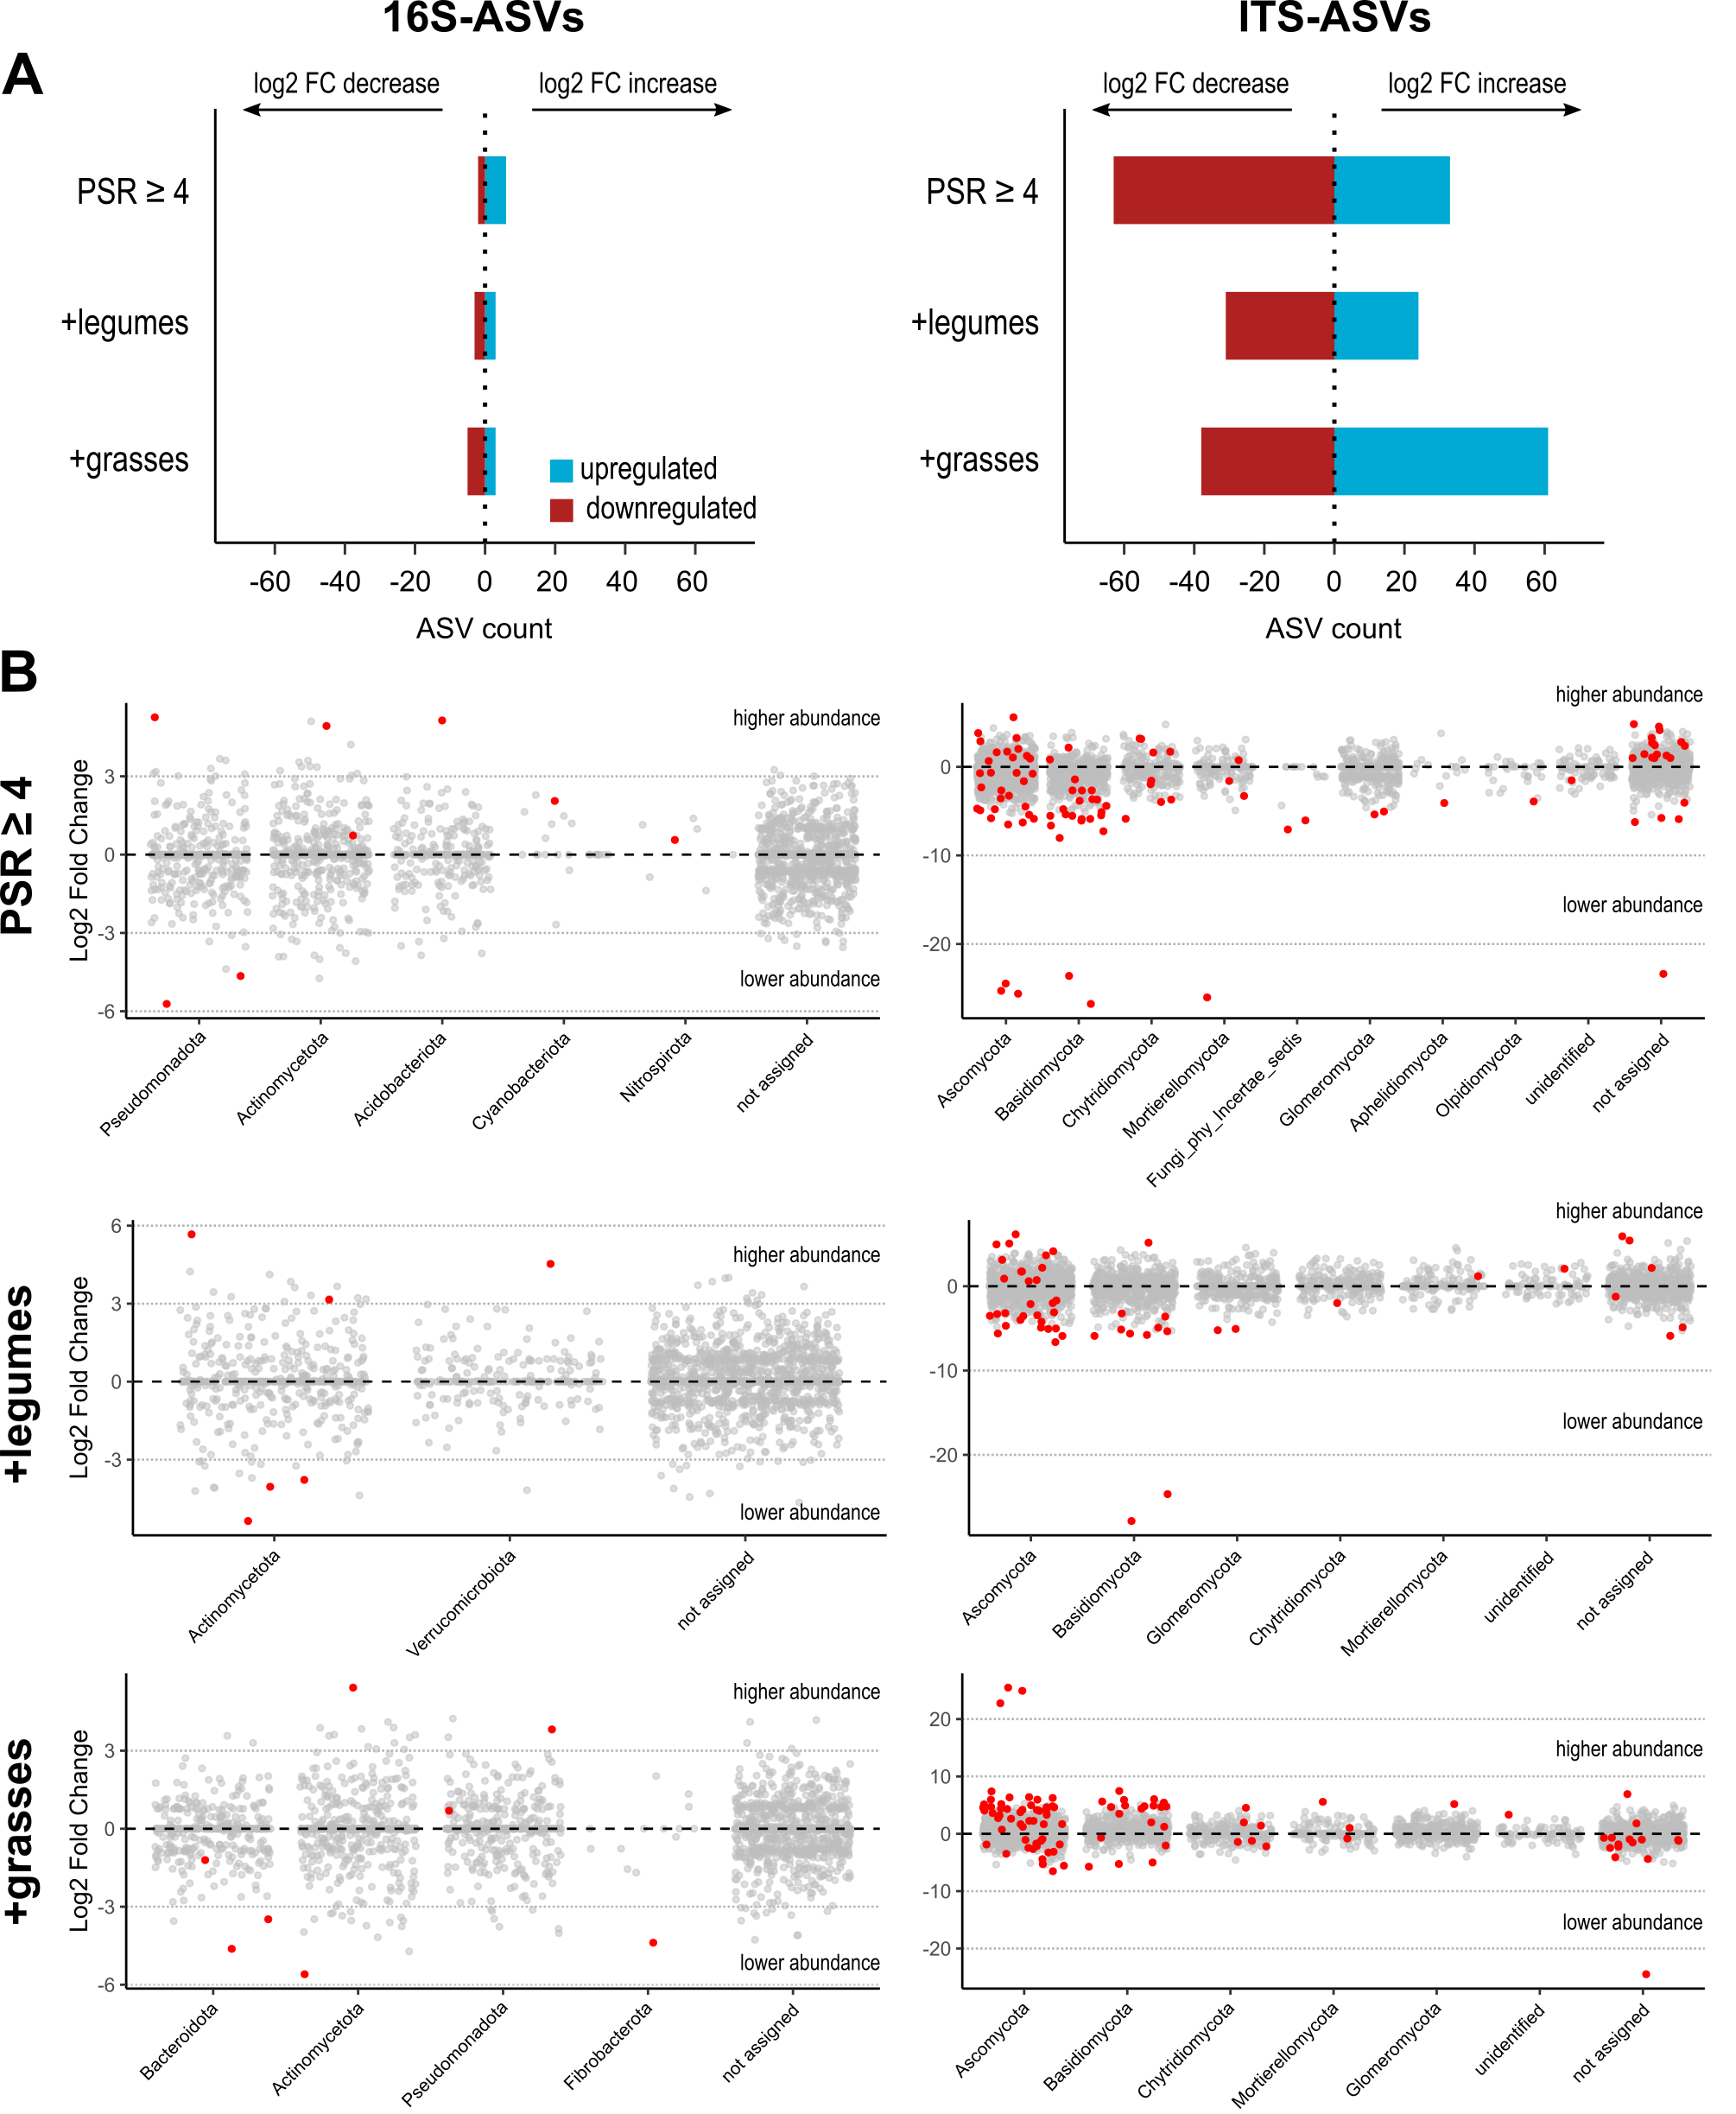 16S-ASVs
ITS-ASVs
A
log2 FC decrease
log2 FC increase
PSR ≥ 4
+legumes
+grasses
upregulated
downregulated
-60 -40 -20 0 20 40 60
ASV count
log2 FC decrease
log2 FC increase
PSR ≥ 4
+legumes
+grasses
-60 -40 -20 0 20 40 60
ASV count
B
PSR ≥ 4
Log2 Fold Change
3
0
-3
-6
higher abundance
lower abundance
Pseudomonadota
Actinomycetota
Acidobacteriota
Cyanobacteriota
Nitrospirota
not assigned
0
-10
-20
higher abundance
lower abundance
Ascomycota
Basidiomycota
Chytridiomycota
Mortierellomycota
Fungi_phy_Incertae_sedis
Glomeromycota
Aphelidiomycota
Olpidiomycota
unidentified
not assigned
+legumes
Log2 Fold Change
6
3
0
-3
higher abundance
lower abundance
Actinomycetota
Verrucomicrobiota
not assigned
0
-10
-20
higher abundance
lower abundance
Ascomycota
Basidiomycota
Glomeromycota
Chytridiomycota
Mortierellomycota
unidentified
not assigned
+grasses
Log2 Fold Change
3
0
-3
-6
higher abundance
lower abundance
Bacteroidota
Actinomycetota
Pseudomonadota
Fibrobacterota
not assigned
20
10
0
-10
-20
higher abundance
lower abundance
Ascomycota
Basidiomycota
Chytridiomycota
Mortierellomycota
Glomeromycota
unidentified
not assigned